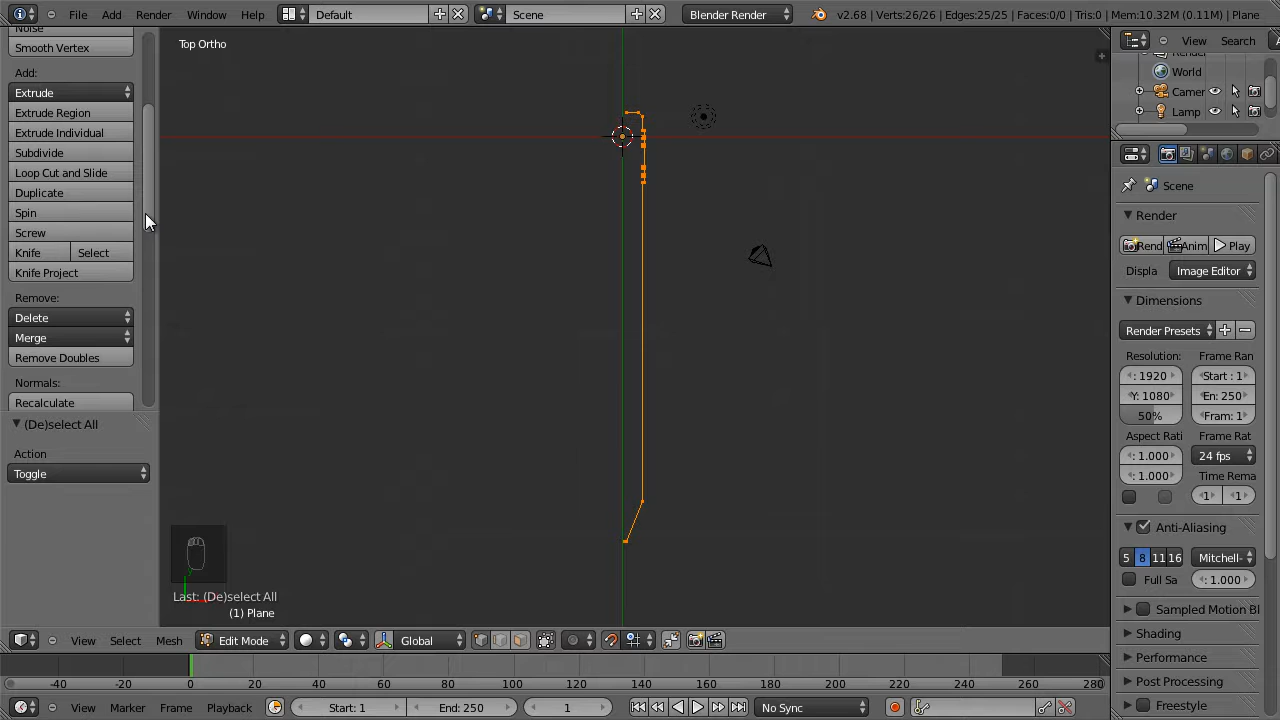 File Add Render Window Help Default Scene Blender Render v2.68 | Verts:26/26 | Edges:25/25 | Faces:0/0 | Tris:0 | Mem:10.32M (0.11M) | Plane
Smooth Vertex
Add:
Extrude
Extrude Region
Extrude Individual
Subdivide
Loop Cut and Slide
Duplicate
Spin
Screw
Knife Select
Knife Project
Remove:
Delete
Merge
Remove Doubles
Normals:
Recalculate
(De)select All
Action
Toggle
Top Ortho
Last: (De)select All
(1) Plane
View Select Mesh Edit Mode Global
-40 -20 0 20 40 60 80 100 120 140 160 180 200 220 240 260 280
View Marker Frame Playback Start: 1 End: 250 1 No Sync
View Search
World
Camer
Lamp
Scene
Render
Rend Anim Play
Displa Image Editor
Dimensions
Render Presets
Resolution: Frame Ran
: 1920 Start : 1
Y: 1080 En: 250
50% Fram: 1
Aspect Rati Frame Rat
: 1.000 24 fps
: 1.000 Time Rema
1 1
Anti-Aliasing
5 8 11 16 Mitchell-
Full Sa : 1.000
Sampled Motion Bl
Shading
Performance
Post Processing
Freestyle